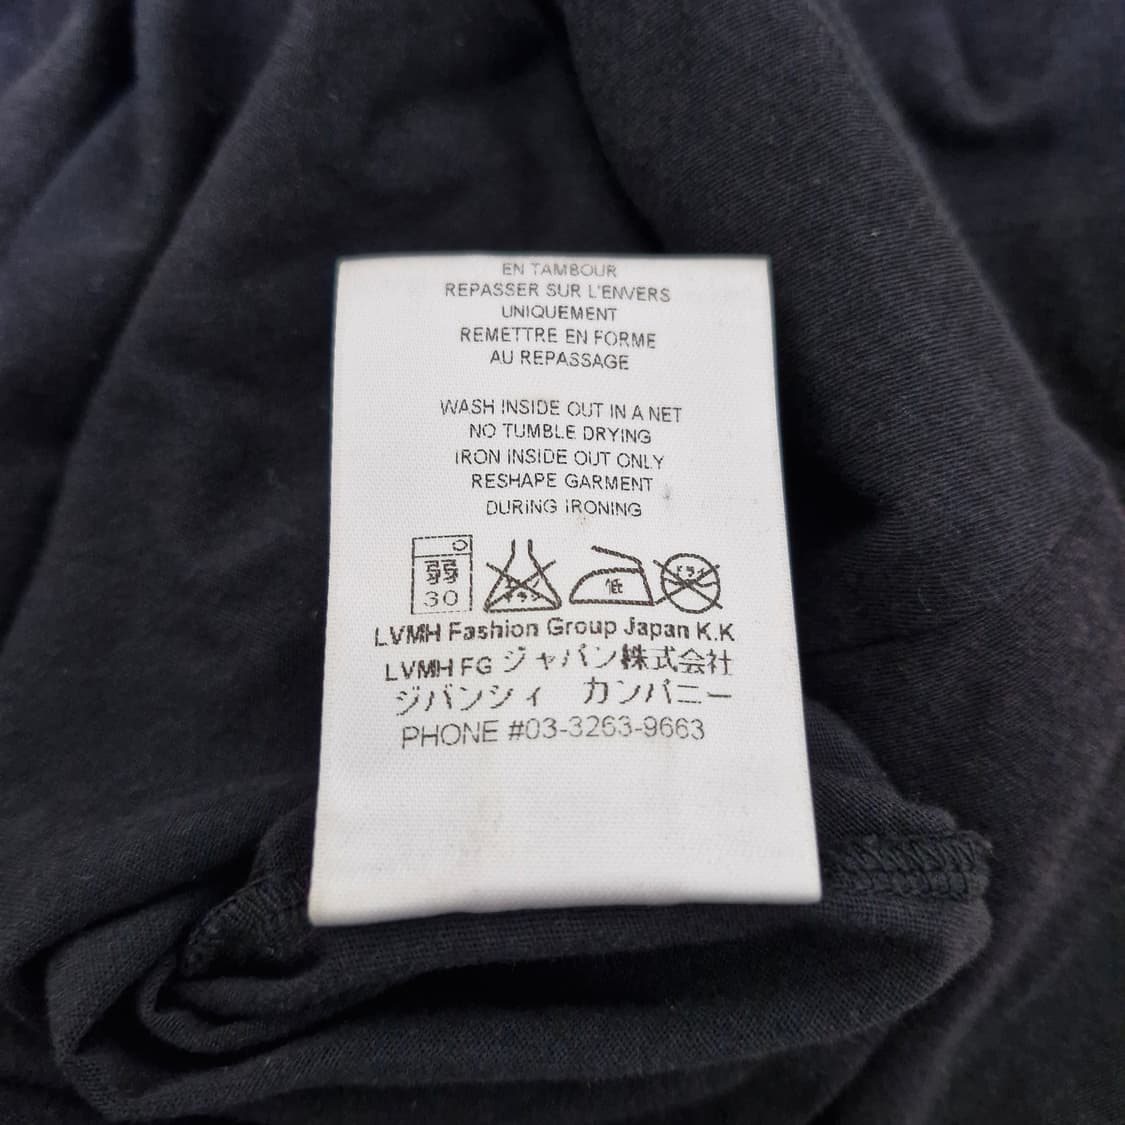 EN TAMBOUR
REPASSER SUR L'ENVERS
UNIQUEMENT
REMETTRE EN FORME
AU REPASSAGE
WASH INSIDE OUT IN A NET
NO TUMBLE DRYING
IRON INSIDE OUT ONLY
RESHAPE GARMENT
DURING IRONING
弱
30
低
LVMH Fashion Group Japan K.K
LVMH FG ジャパン株式会社
ジバンシィ カンパニー
PHONE #03-3263-9663